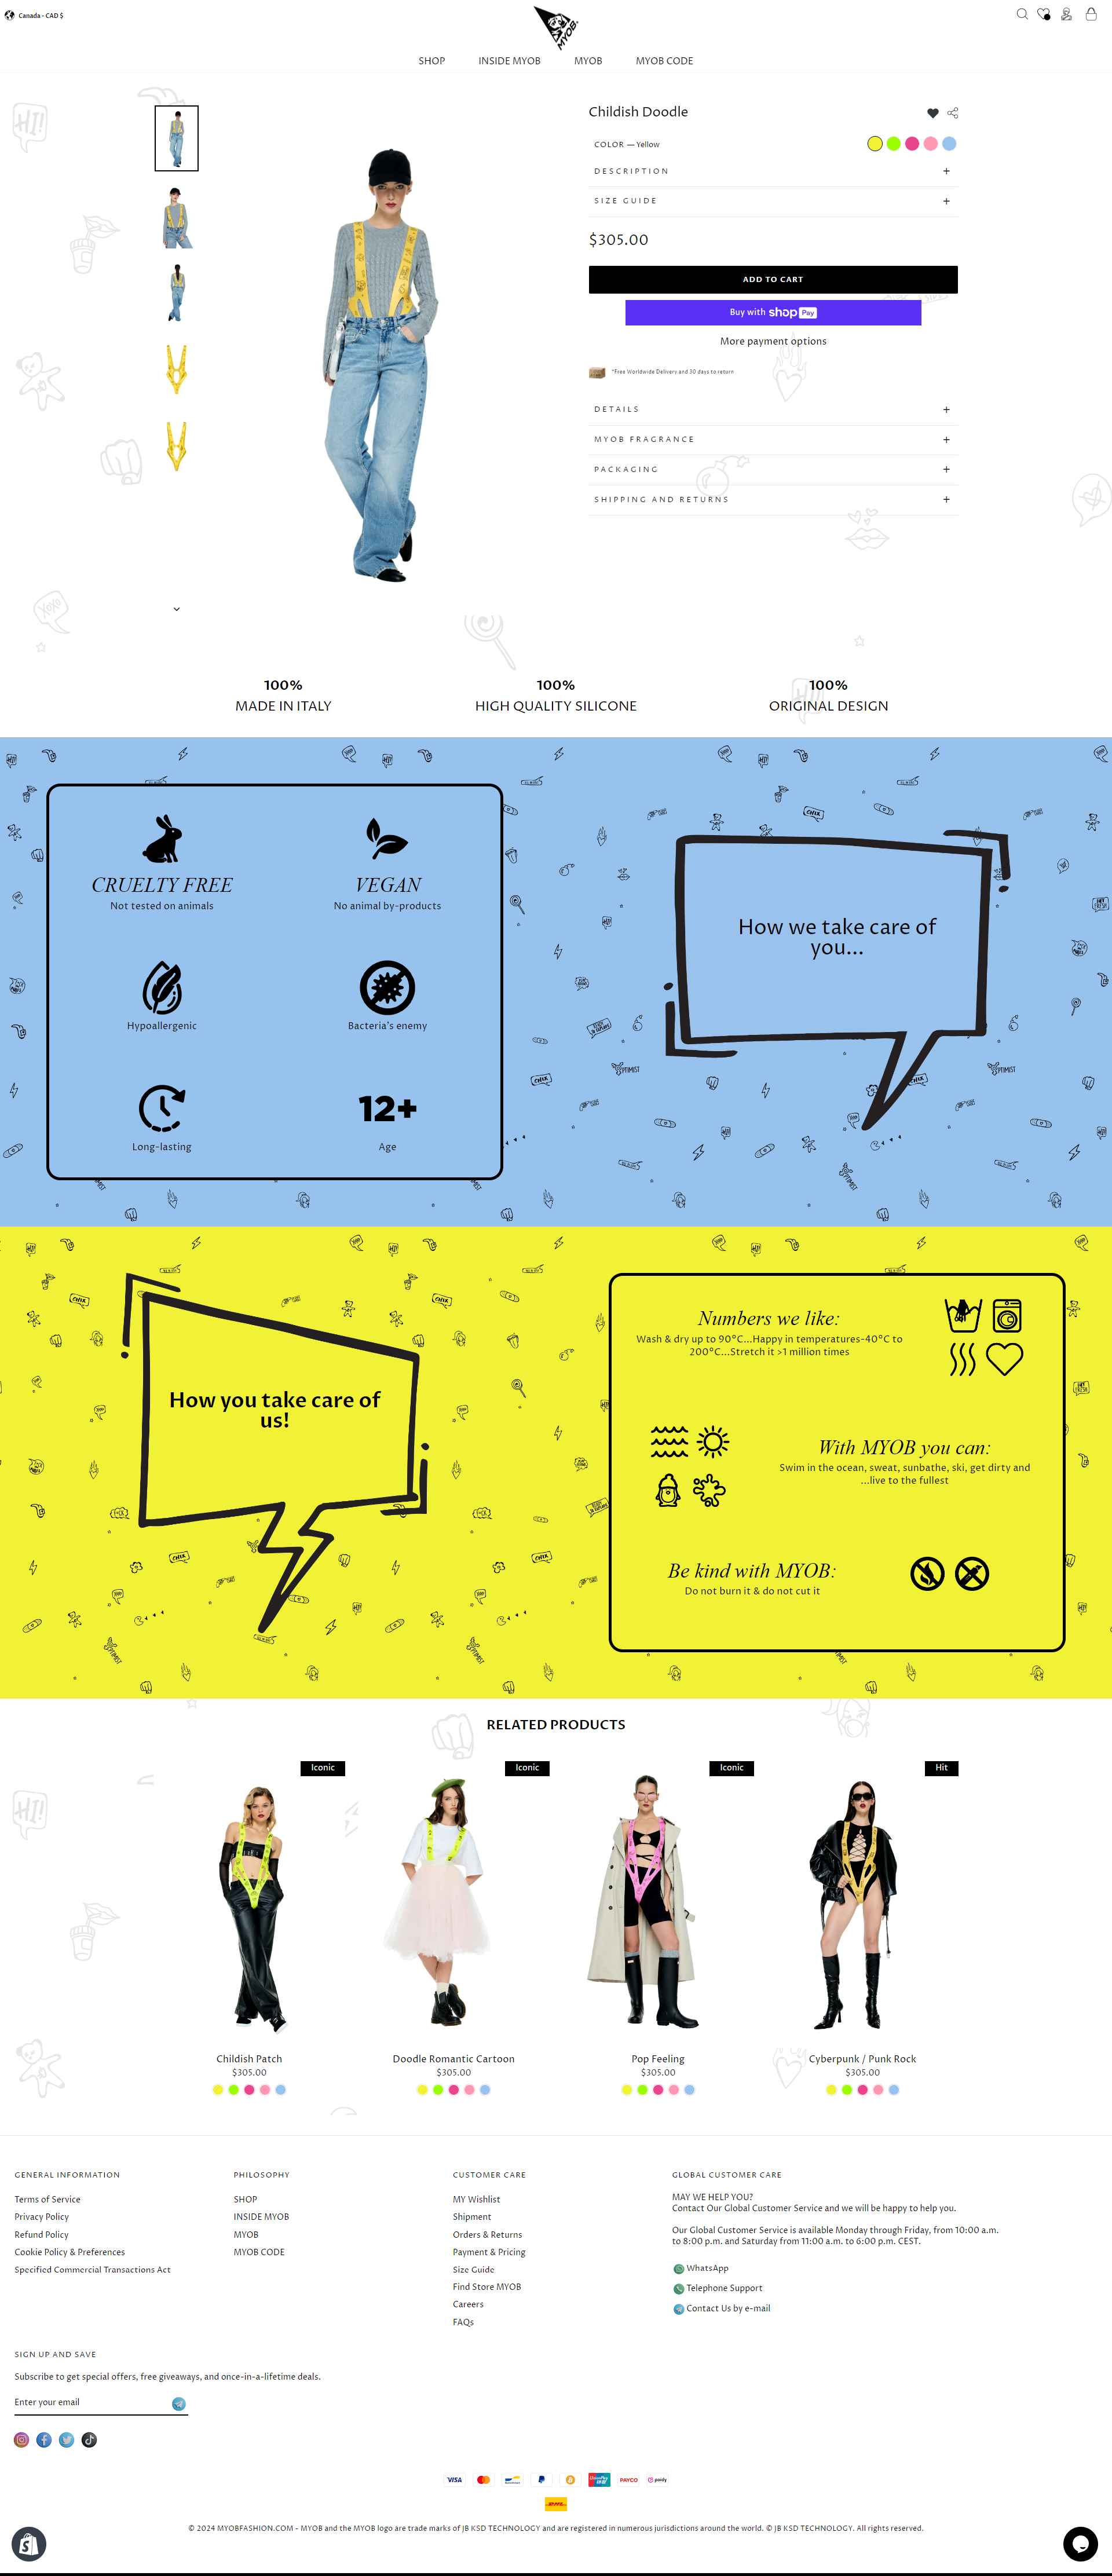 Canada - CAD $
MYOB
SHOP
INSIDE MYOB
MYOB
MYOB CODE
Childish Doodle
COLOR — Yellow
DESCRIPTION
+
SIZE GUIDE
+
$305.00
ADD TO CART
Buy with shop Pay
More payment options
*Free Worldwide Delivery and 30 days to return
DETAILS
+
MYOB FRAGRANCE
+
PACKAGING
+
SHIPPING AND RETURNS
+
100%
MADE IN ITALY
100%
HIGH QUALITY SILICONE
100%
ORIGINAL DESIGN
CRUELTY FREE
Not tested on animals
VEGAN
No animal by-products
Hypoallergenic
Bacteria's enemy
Long-lasting
12+
Age
How we take care of
you...
How you take care of
us!
Numbers we like:
Wash & dry up to 90°C...Happy in temperatures-40°C to
200°C...Stretch it >1 million times
With MYOB you can:
Swim in the ocean, sweat, sunbathe, ski, get dirty and
...live to the fullest
Be kind with MYOB:
Do not burn it & do not cut it
RELATED PRODUCTS
Iconic
Iconic
Iconic
Hit
Childish Patch
$305.00
Doodle Romantic Cartoon
$305.00
Pop Feeling
$305.00
Cyberpunk / Punk Rock
$305.00
GENERAL INFORMATION
Terms of Service
Privacy Policy
Refund Policy
Cookie Policy & Preferences
Specified Commercial Transactions Act
PHILOSOPHY
SHOP
INSIDE MYOB
MYOB
MYOB CODE
CUSTOMER CARE
MY Wishlist
Shipment
Orders & Returns
Payment & Pricing
Size Guide
Find Store MYOB
Careers
FAQs
GLOBAL CUSTOMER CARE
MAY WE HELP YOU?
Contact Our Global Customer Service and we will be happy to help you.
Our Global Customer Service is available Monday through Friday, from 10:00 a.m.
to 8:00 p.m. and Saturday from 11:00 a.m. to 6:00 p.m. CEST.
WhatsApp
Telephone Support
Contact Us by e-mail
SIGN UP AND SAVE
Subscribe to get special offers, free giveaways, and once-in-a-lifetime deals.
Enter your email
VISA
UnionPay
PAYCO
DHL
© 2024 MYOBFASHION.COM - MYOB and the MYOB logo are trade marks of JB KSD TECHNOLOGY and are registered in numerous jurisdictions around the world. © JB KSD TECHNOLOGY. All rights reserved.